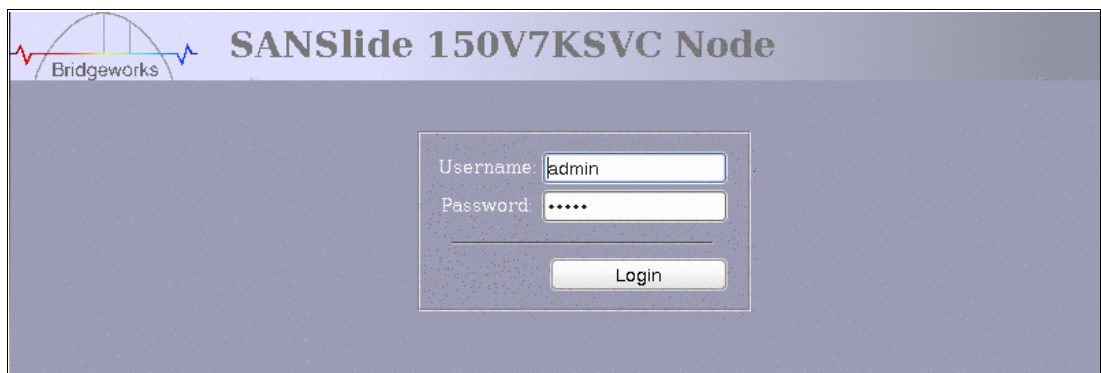 Bridgeworks
SANSlide 150V7KSVC Node
Username: admin
Password: •••••
Login